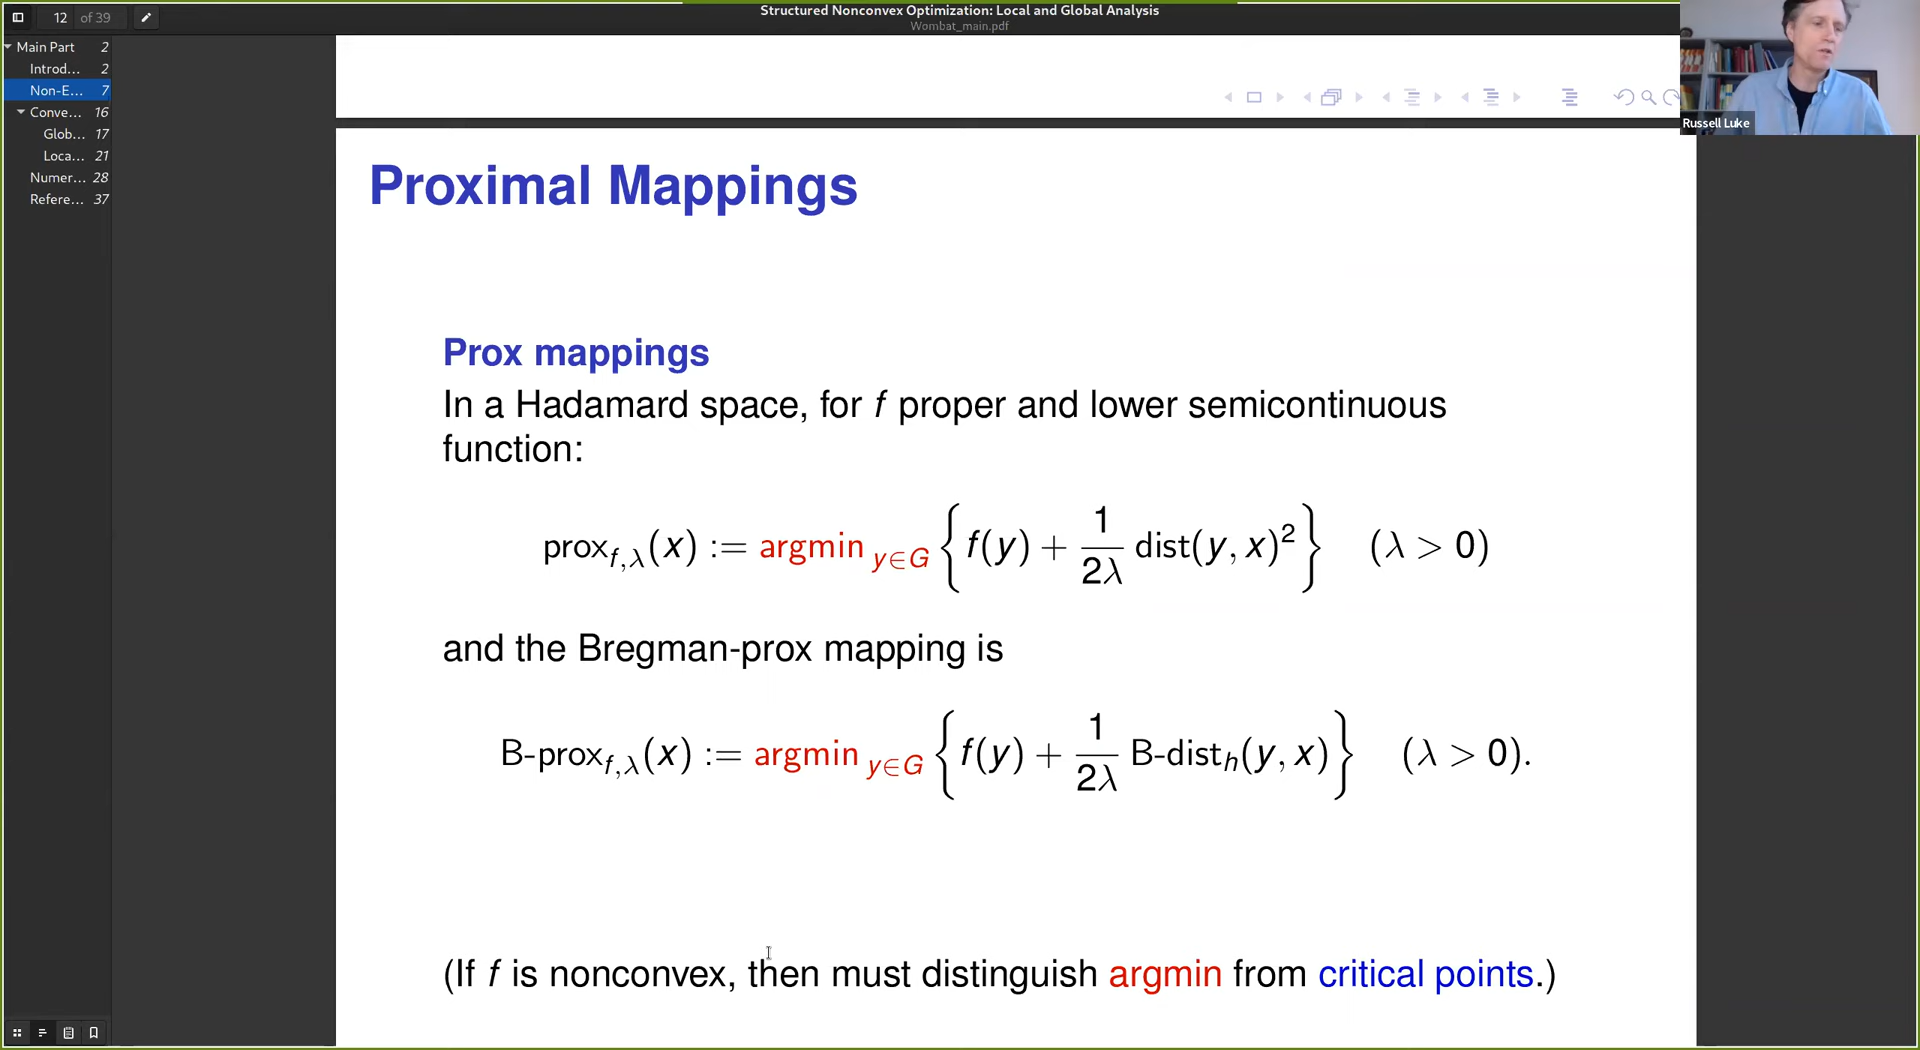 12 of 39
Structured Nonconvex Optimization: Local and Global Analysis
Wombat_main.pdf
Main Part 2
Introd... 2
Non-E... 7
Conve... 16
Glob... 17
Loca... 21
Numer... 28
Refere... 37
Russell Luke
Proximal Mappings
Prox mappings
In a Hadamard space, for f proper and lower semicontinuous
function:
prox_{f,λ}(x) := argmin_{y∈G} { f(y) + \frac{1}{2λ} dist(y, x)² } (λ > 0)
and the Bregman-prox mapping is
B-prox_{f,λ}(x) := argmin_{y∈G} { f(y) + \frac{1}{2λ} B-dist_h(y, x) } (λ > 0).
(If f is nonconvex, then must distinguish argmin from critical points.)